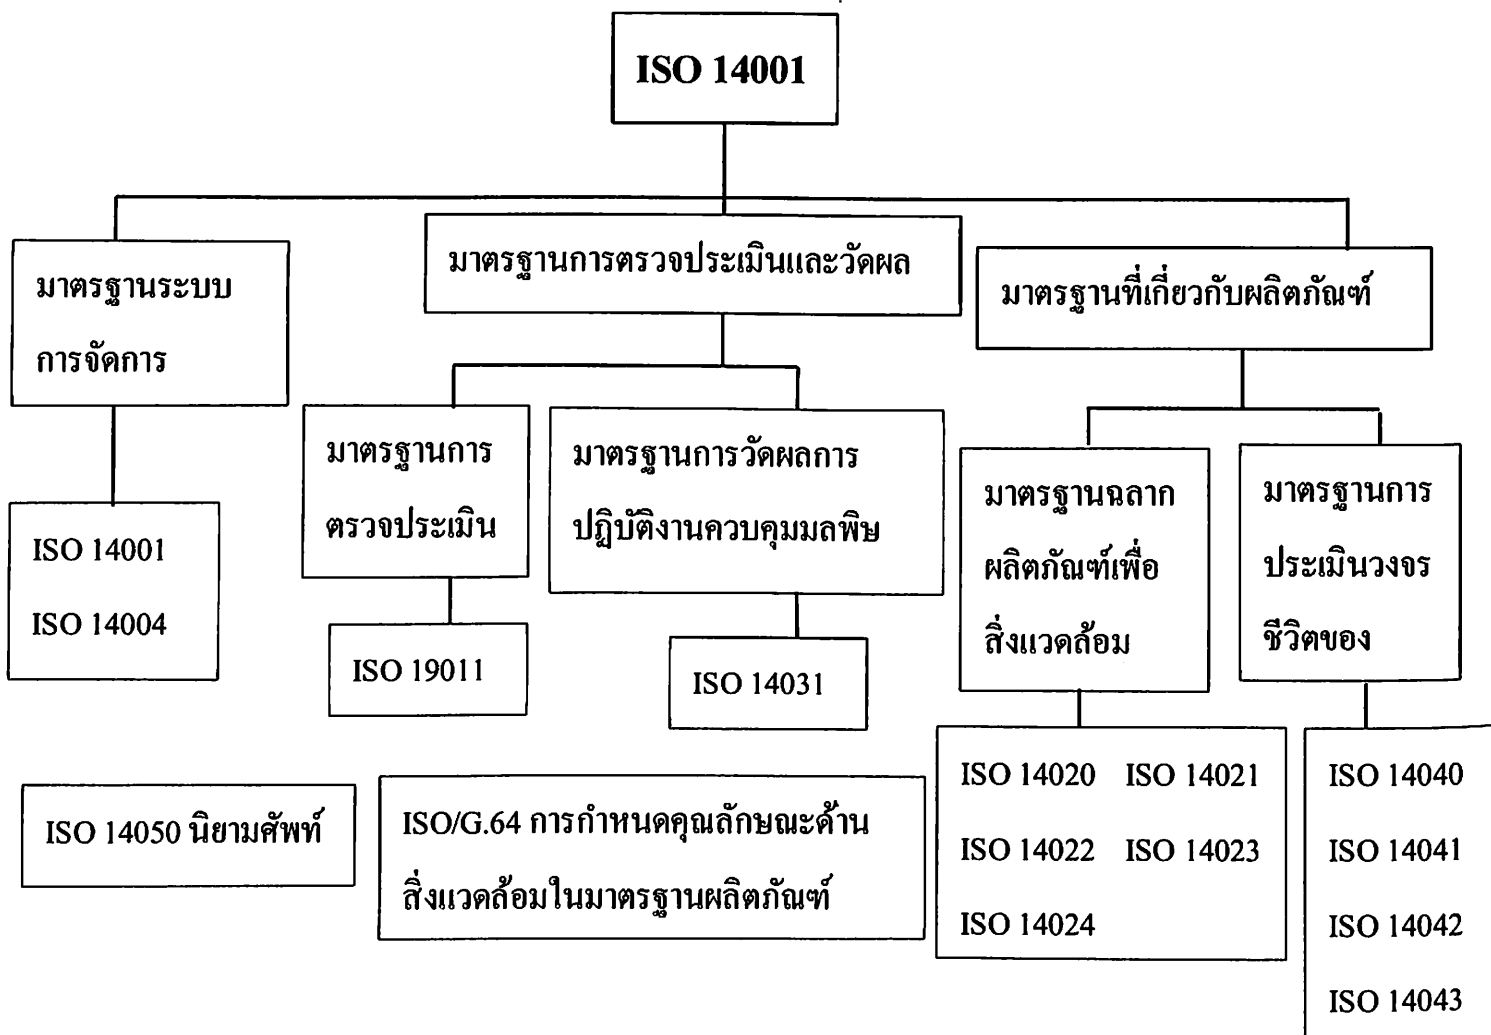 ISO 14001
มาตรฐานระบบ
การจัดการ
ISO 14001
ISO 14004
มาตรฐานการตรวจประเมินและวัดผล
มาตรฐานการ
ตรวจประเมิน
ISO 19011
มาตรฐานการวัดผลการ
ปฏิบัติงานควบคุมมลพิษ
ISO 14031
มาตรฐานที่เกี่ยวกับผลิตภัณฑ์
มาตรฐานฉลาก
ผลิตภัณฑ์เพื่อ
สิ่งแวดล้อม
ISO 14020 ISO 14021
ISO 14022 ISO 14023
ISO 14024
มาตรฐานการ
ประเมินวงจร
ชีวิตของ
ISO 14040
ISO 14041
ISO 14042
ISO 14043
ISO 14050 นิยามศัพท์
ISO/G.64 การกำหนดคุณลักษณะด้าน
สิ่งแวดล้อมในมาตรฐานผลิตภัณฑ์